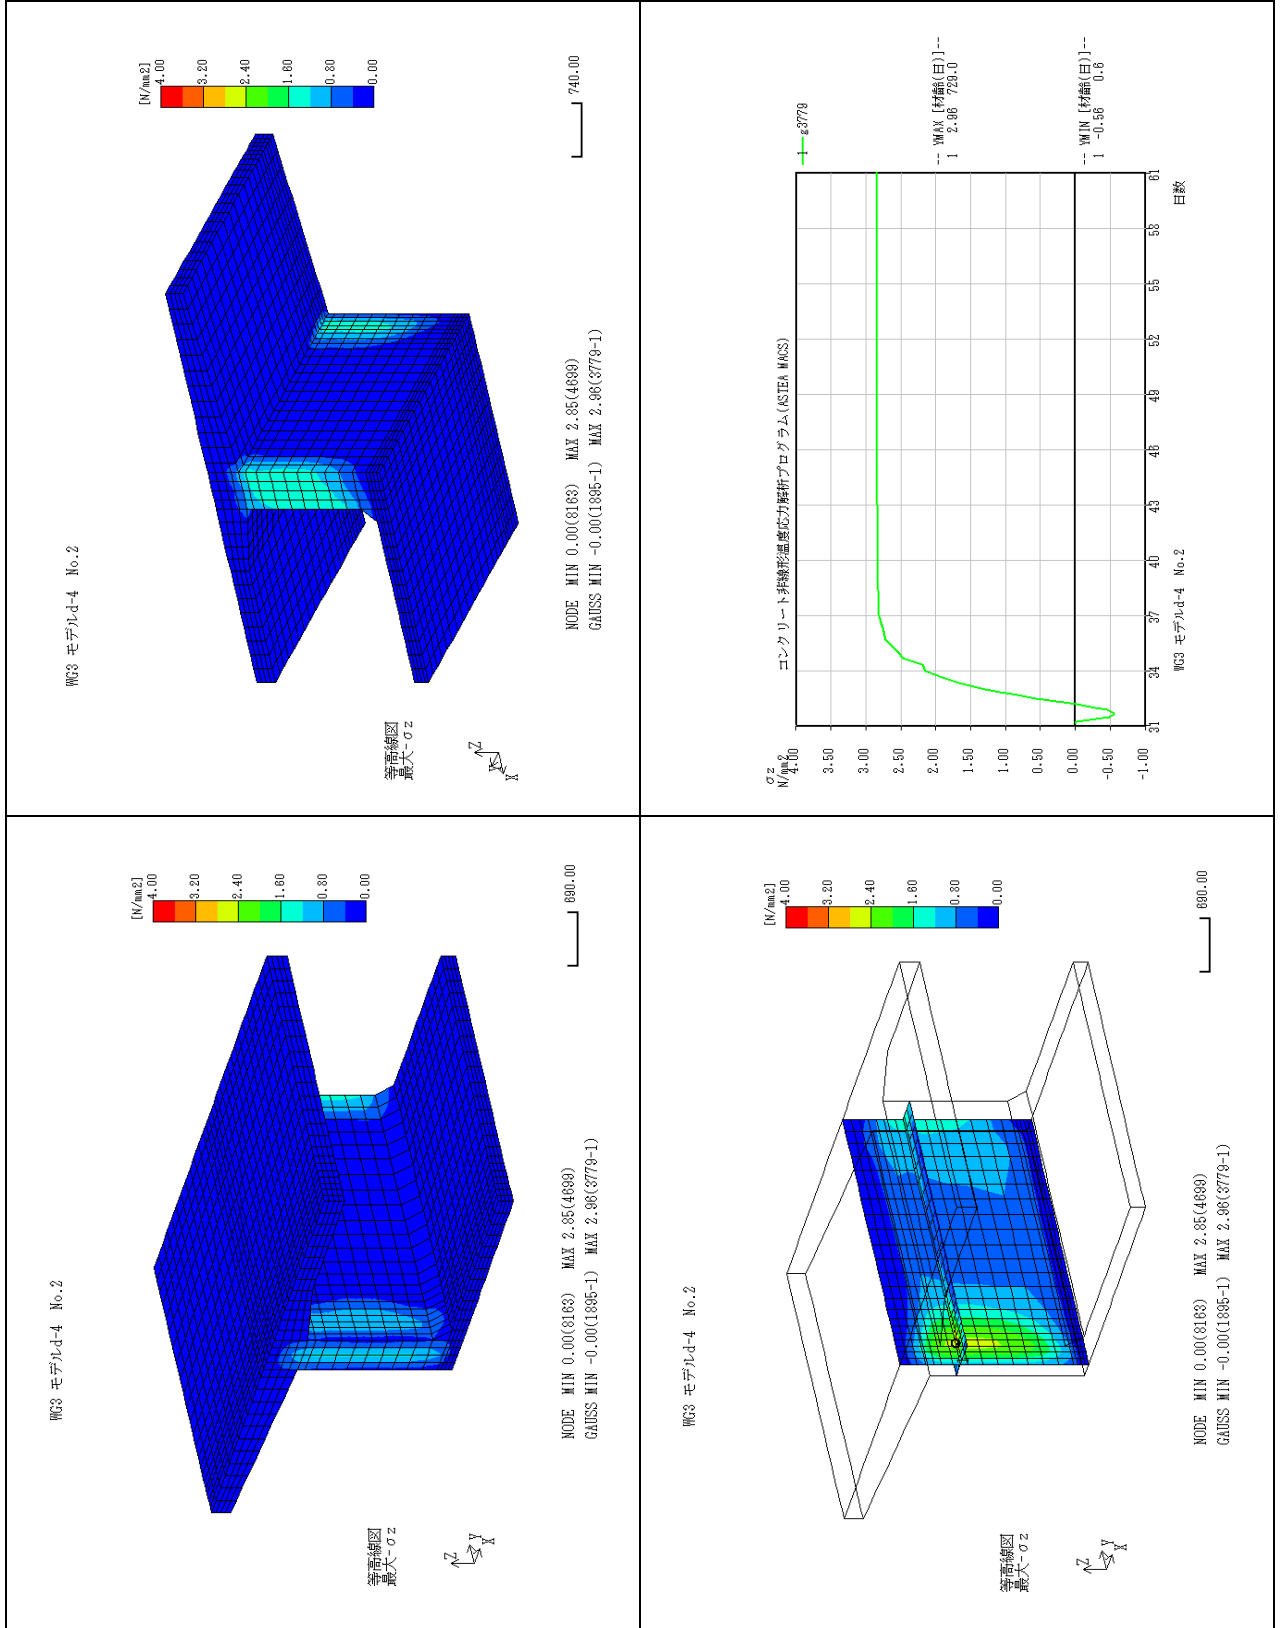 WG3 モデルd-4 No.2
[N/mm2]
4.00
3.20
2.40
1.60
0.80
0.00
740.00
等高線図
最大-σz
Z
Y
X
NODE MIN 0.00(8163) MAX 2.85(4699)
GAUSS MIN -0.00(1895-1) MAX 2.96(3779-1)
コンクリート非線形温度応力解析プログラム(ASTEA MACS)
σz
N/mm2
4.00
3.50
3.00
2.50
2.00
1.50
1.00
0.50
0.00
-0.50
-1.00
31
34
37
40
43
46
49
52
55
58
61
日数
1 g3779
-- YMAX [材齢(日)]--
1 2.96 729.0
-- YMIN [材齢(日)]--
1 -0.56 0.6
WG3 モデルd-4 No.2
WG3 モデルd-4 No.2
[N/mm2]
4.00
3.20
2.40
1.60
0.80
0.00
690.00
等高線図
最大-σz
Z
Y
X
NODE MIN 0.00(8163) MAX 2.85(4699)
GAUSS MIN -0.00(1895-1) MAX 2.96(3779-1)
WG3 モデルd-4 No.2
[N/mm2]
4.00
3.20
2.40
1.60
0.80
0.00
690.00
等高線図
最大-σz
Z
Y
X
NODE MIN 0.00(8163) MAX 2.85(4699)
GAUSS MIN -0.00(1895-1) MAX 2.96(3779-1)